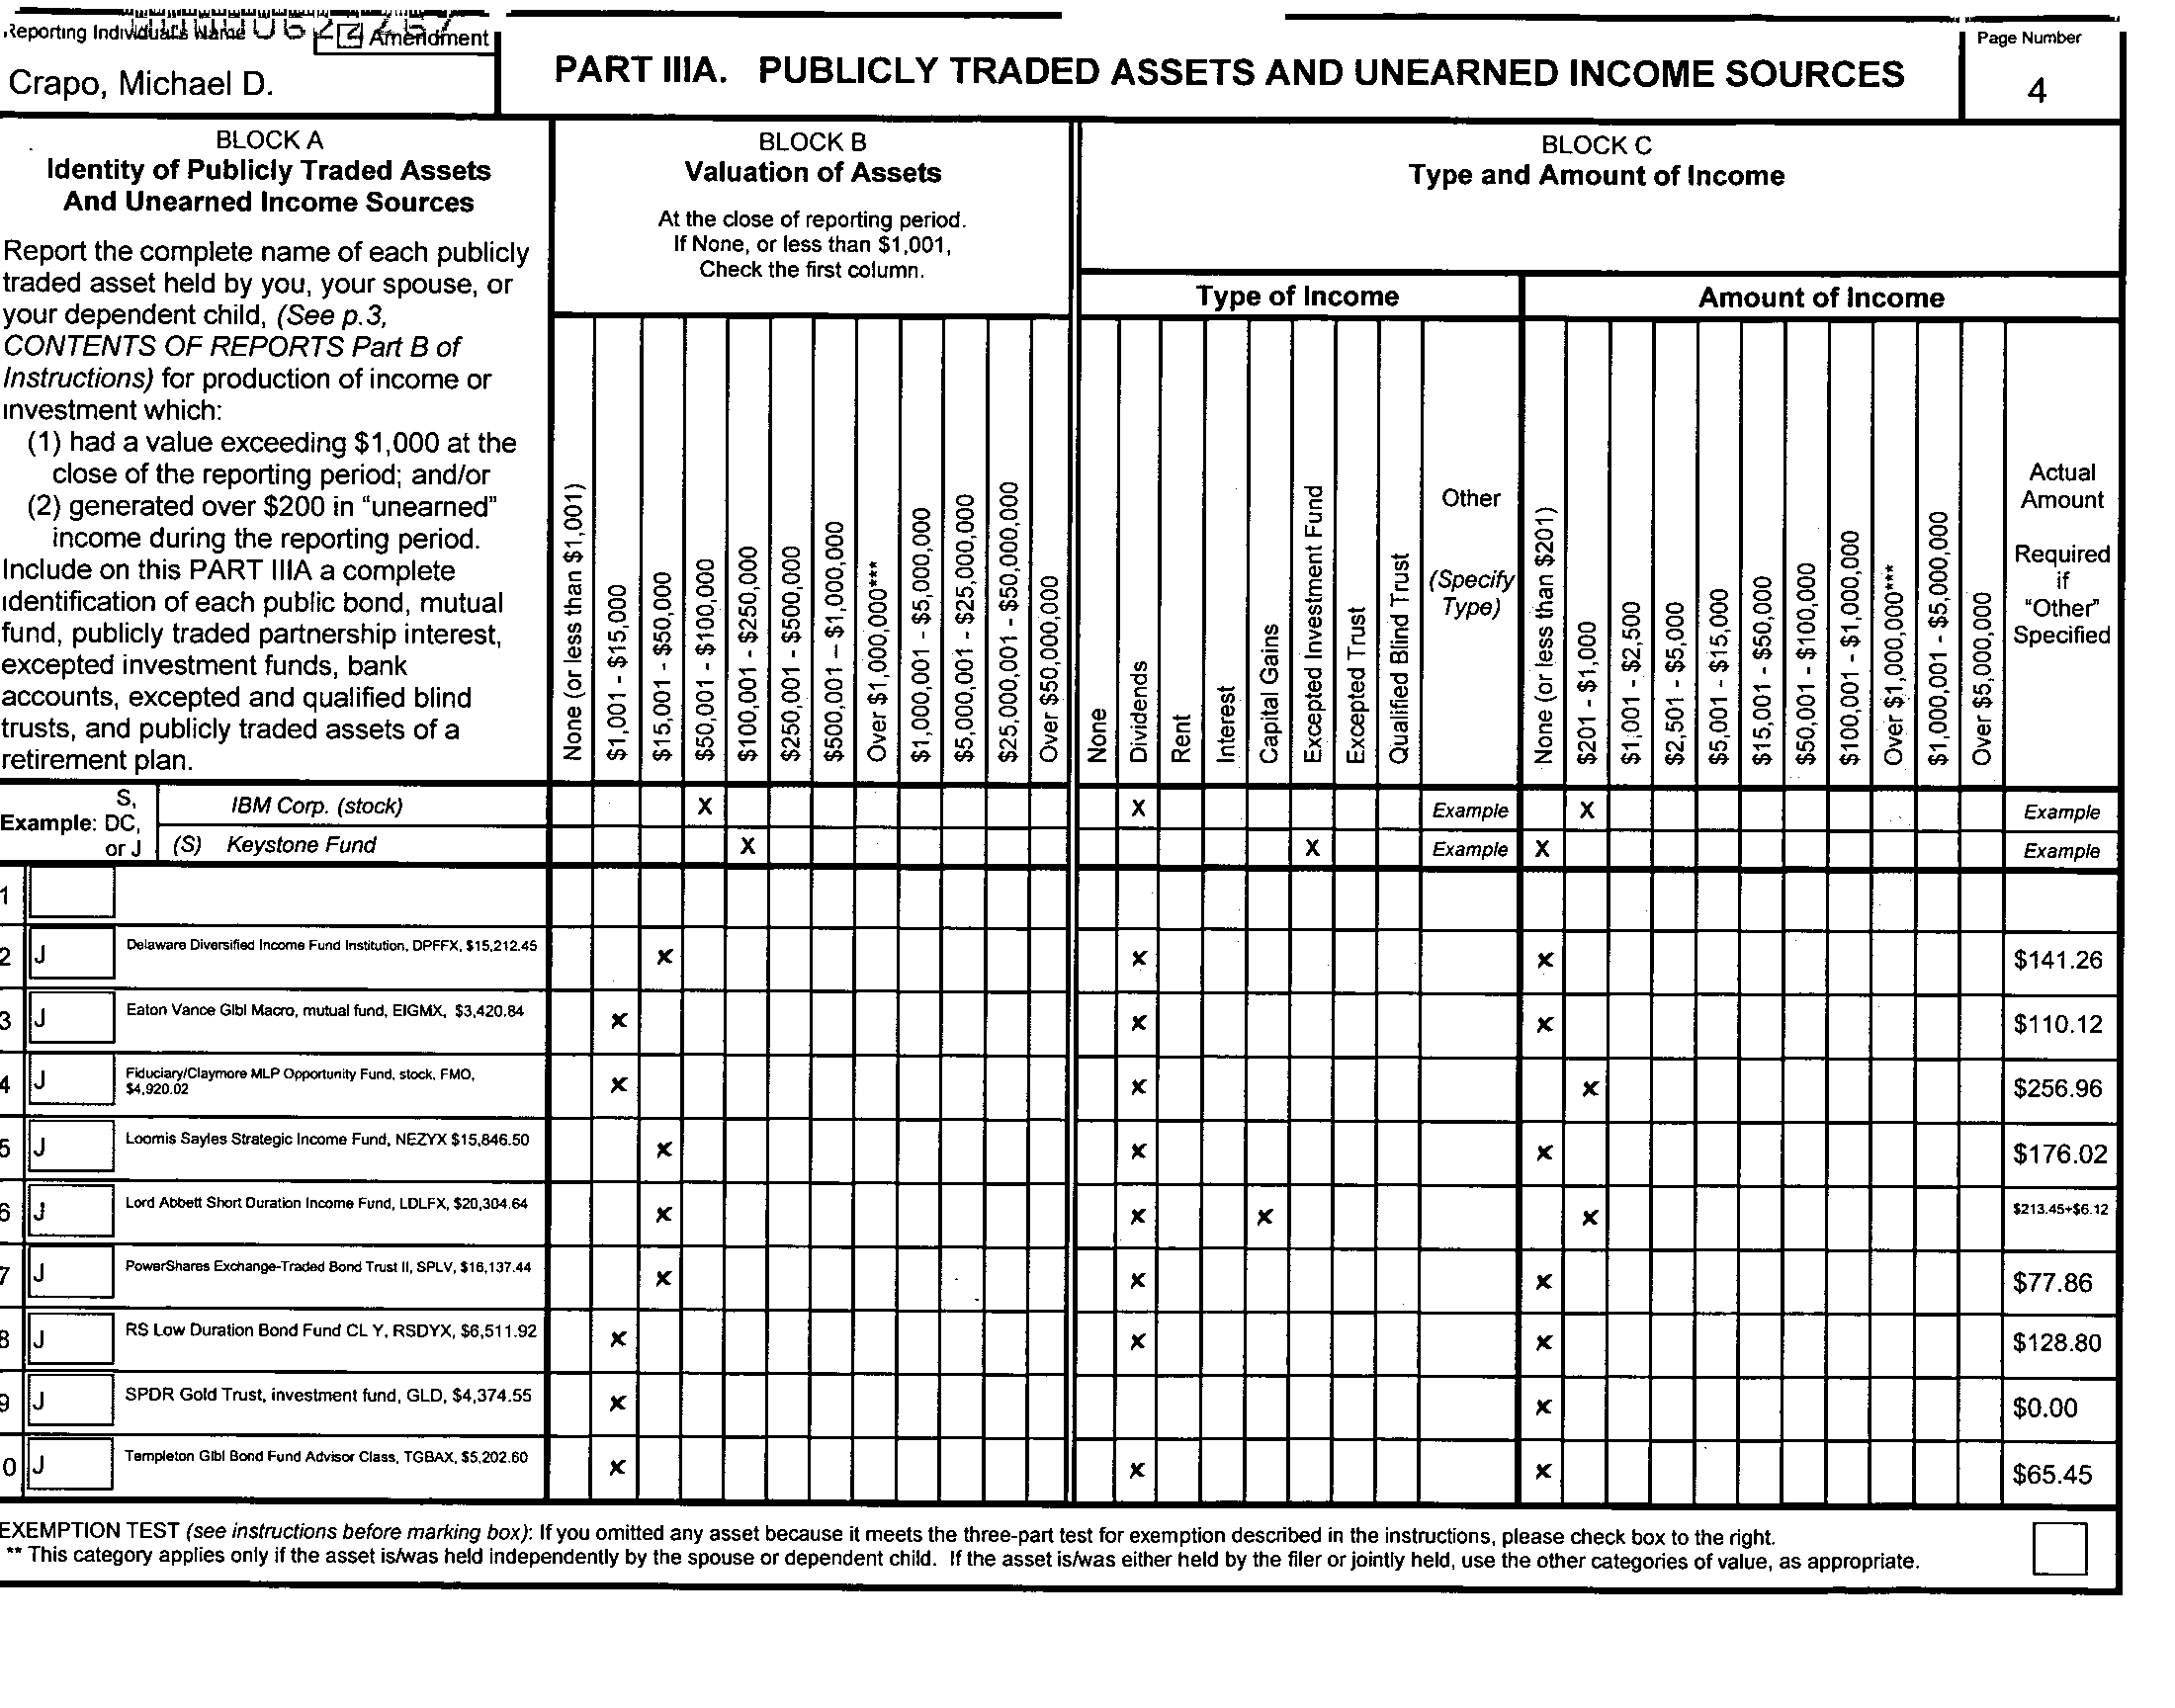 Reporting Individual's Name
Amendment
Crapo, Michael D.
PART IIIA. PUBLICLY TRADED ASSETS AND UNEARNED INCOME SOURCES
Page Number
4
BLOCK A
Identity of Publicly Traded Assets
And Unearned Income Sources
Report the complete name of each publicly
traded asset held by you, your spouse, or
your dependent child, (See p.3,
CONTENTS OF REPORTS Part B of
Instructions) for production of income or
investment which:
(1) had a value exceeding $1,000 at the
close of the reporting period; and/or
(2) generated over $200 in "unearned"
income during the reporting period.
Include on this PART IIIA a complete
identification of each public bond, mutual
fund, publicly traded partnership interest,
excepted investment funds, bank
accounts, excepted and qualified blind
trusts, and publicly traded assets of a
retirement plan.
BLOCK B
Valuation of Assets
At the close of reporting period.
If None, or less than $1,001,
Check the first column.
None (or less than $1,001)
$1,001 - $15,000
$15,001 - $50,000
$50,001 - $100,000
$100,001 - $250,000
$250,001 - $500,000
$500,001 – $1,000,000
Over $1,000,000***
$1,000,001 - $5,000,000
$5,000,001 - $25,000,000
$25,000,001 - $50,000,000
Over $50,000,000
BLOCK C
Type and Amount of Income
Type of Income
None
Dividends
Rent
Interest
Capital Gains
Excepted Investment Fund
Excepted Trust
Qualified Blind Trust
Other
(Specify
Type)
Amount of Income
None (or less than $201)
$201 - $1,000
$1,001 - $2,500
$2,501 - $5,000
$5,001 - $15,000
$15,001 - $50,000
$50,001 - $100,000
$100,001 - $1,000,000
Over $1,000,000***
$1,000,001 - $5,000,000
Over $5,000,000
Actual
Amount
Required
if
"Other"
Specified
Example: S, DC, or J
IBM Corp. (stock) X X Example X Example
(S) Keystone Fund X X Example X Example
1
2 J Delaware Diversified Income Fund Institution, DPFFX, $15,212.45 x x x $141.26
3 J Eaton Vance Glbl Macro, mutual fund, EIGMX, $3,420.84 x x x $110.12
4 J Fiduciary/Claymore MLP Opportunity Fund, stock, FMO,
$4,920.02 x x x $256.96
5 J Loomis Sayles Strategic Income Fund, NEZYX $15,846.50 x x x $176.02
6 J Lord Abbett Short Duration Income Fund, LDLFX, $20,304.64 x x x x $213.45+$6.12
7 J PowerShares Exchange-Traded Bond Trust II, SPLV, $16,137.44 x x x $77.86
8 J RS Low Duration Bond Fund CL Y, RSDYX, $6,511.92 x x x $128.80
9 J SPDR Gold Trust, investment fund, GLD, $4,374.55 x x $0.00
0 J Templeton Glbl Bond Fund Advisor Class, TGBAX, $5,202.60 x x x $65.45
EXEMPTION TEST (see instructions before marking box): If you omitted any asset because it meets the three-part test for exemption described in the instructions, please check box to the right.
** This category applies only if the asset is/was held independently by the spouse or dependent child. If the asset is/was either held by the filer or jointly held, use the other categories of value, as appropriate.